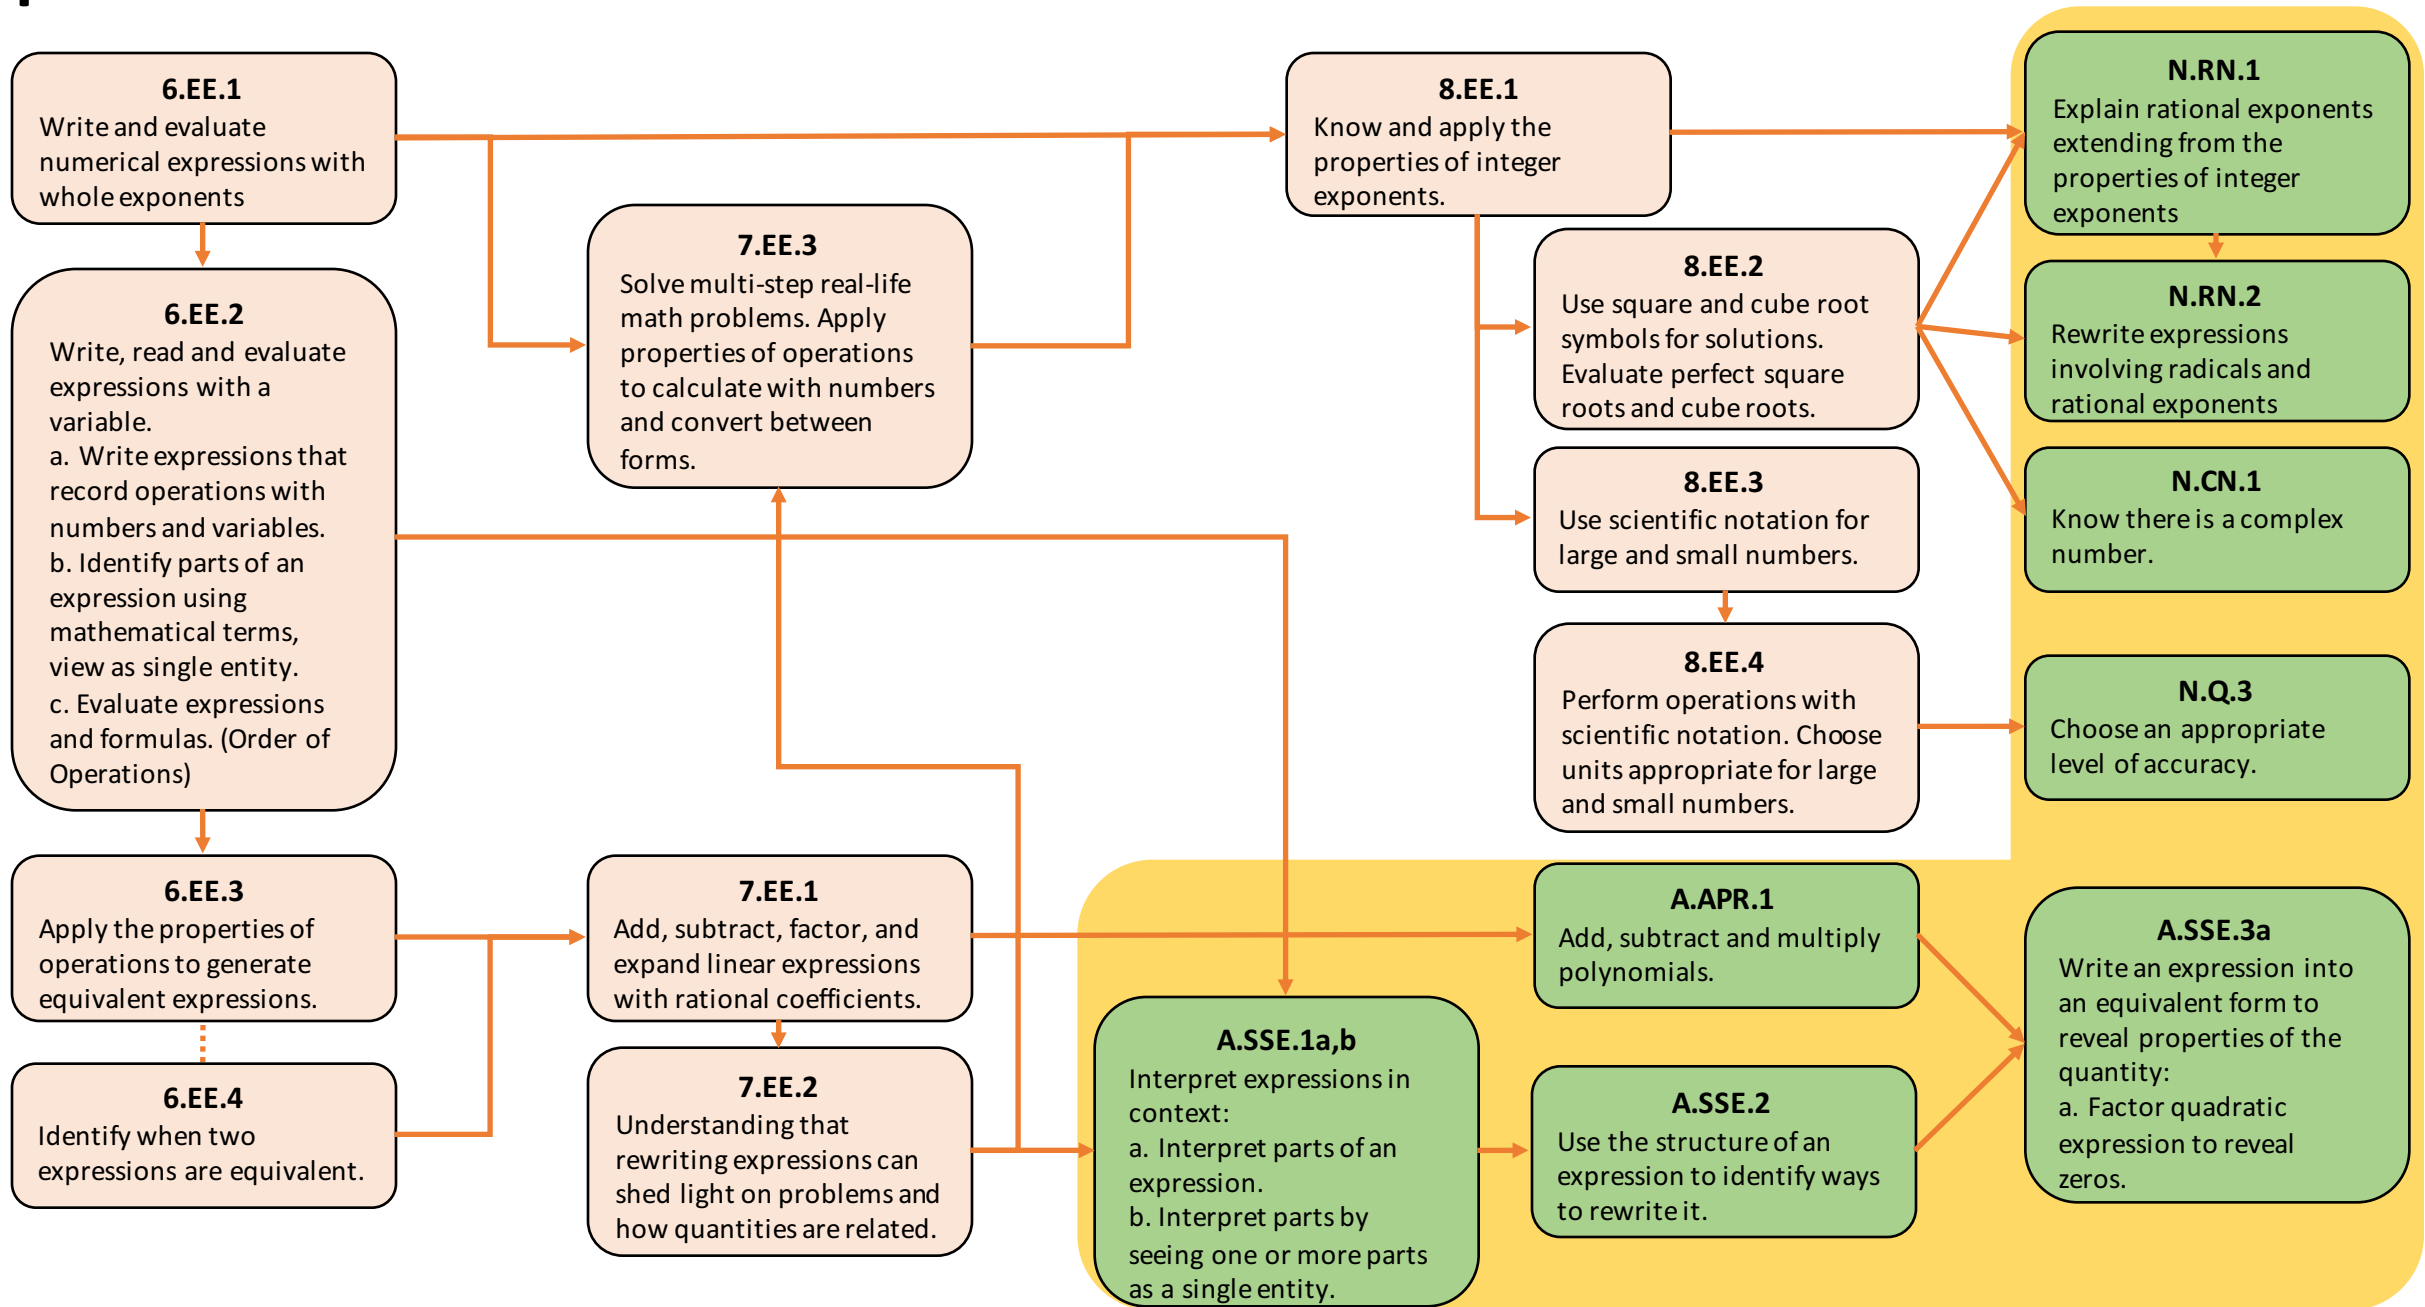 6.EE.1
Write and evaluate
numerical expressions with
whole exponents
6.EE.2
Write, read and evaluate
expressions with a
variable.
a. Write expressions that
record operations with
numbers and variables.
b. Identify parts of an
expression using
mathematical terms,
view as single entity.
c. Evaluate expressions
and formulas. (Order of
Operations)
6.EE.3
Apply the properties of
operations to generate
equivalent expressions.
6.EE.4
Identify when two
expressions are equivalent.
7.EE.3
Solve multi-step real-life
math problems. Apply
properties of operations
to calculate with numbers
and convert between
forms.
7.EE.1
Add, subtract, factor, and
expand linear expressions
with rational coefficients.
7.EE.2
Understanding that
rewriting expressions can
shed light on problems and
how quantities are related.
8.EE.1
Know and apply the
properties of integer
exponents.
8.EE.2
Use square and cube root
symbols for solutions.
Evaluate perfect square
roots and cube roots.
8.EE.3
Use scientific notation for
large and small numbers.
8.EE.4
Perform operations with
scientific notation. Choose
units appropriate for large
and small numbers.
A.SSE.1a,b
Interpret expressions in
context:
a. Interpret parts of an
expression.
b. Interpret parts by
seeing one or more parts
as a single entity.
A.APR.1
Add, subtract and multiply
polynomials.
A.SSE.2
Use the structure of an
expression to identify ways
to rewrite it.
N.RN.1
Explain rational exponents
extending from the
properties of integer
exponents
N.RN.2
Rewrite expressions
involving radicals and
rational exponents
N.CN.1
Know there is a complex
number.
N.Q.3
Choose an appropriate
level of accuracy.
A.SSE.3a
Write an expression into
an equivalent form to
reveal properties of the
quantity:
a. Factor quadratic
expression to reveal
zeros.